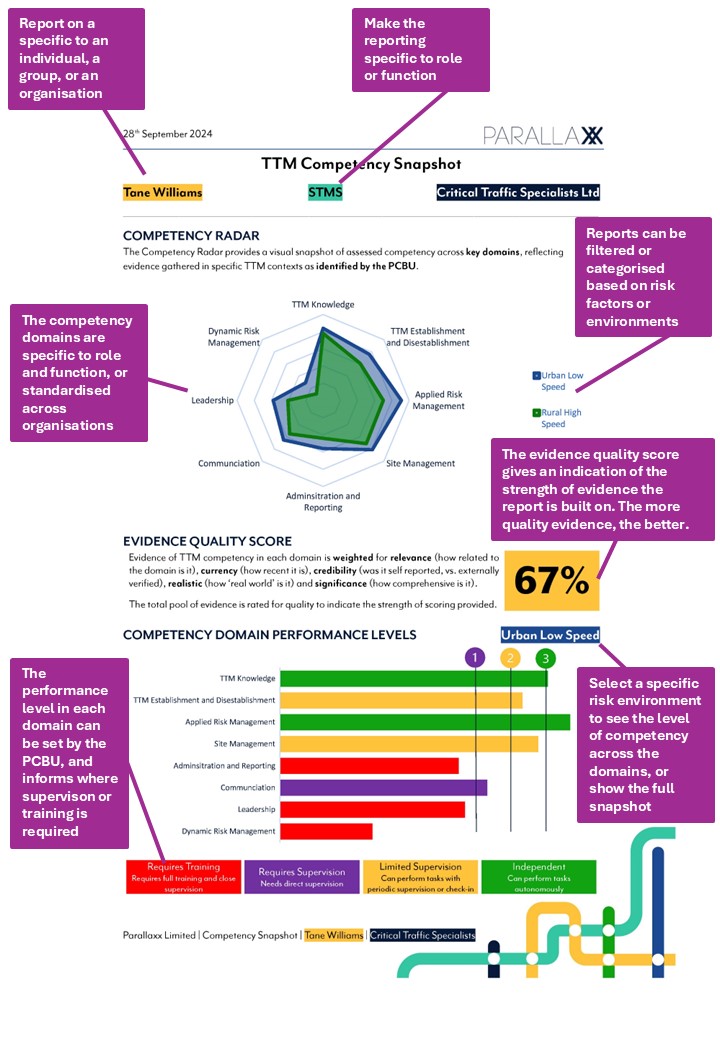 Report on a
specific to an
individual, a
group, or an
organisation
Make the
reporting
specific to role
or function
28th September 2024
PARALLAXX
TTM Competency Snapshot
Tane Williams
STMS
Critical Traffic Specialists Ltd
COMPETENCY RADAR
The Competency Radar provides a visual snapshot of assessed competency across key domains, reflecting
evidence gathered in specific TTM contexts as identified by the PCBU.
Reports can be
filtered or
categorised
based on risk
factors or
environments
The competency
domains are
specific to role
and function, or
standardised
across
organisations
TTM Knowledge
TTM Establishment
and Disestablishment
Applied Risk
Management
Site Management
Adminsitration and
Reporting
Communciation
Leadership
Dynamic Risk
Management
Urban Low
Speed
Rural High
Speed
The evidence quality score
gives an indication of the
strength of evidence the
report is built on. The more
quality evidence, the better.
EVIDENCE QUALITY SCORE
Evidence of TTM competency in each domain is weighted for relevance (how related to
the domain is it), currency (how recent it is), credibility (was it self reported, vs. externally
verified), realistic (how ‘real world’ is it) and significance (how comprehensive is it).
The total pool of evidence is rated for quality to indicate the strength of scoring provided.
67%
COMPETENCY DOMAIN PERFORMANCE LEVELS
Urban Low Speed
1
2
3
TTM Knowledge
TTM Establishment and Disestablishment
Applied Risk Management
Site Management
Adminsitration and Reporting
Communciation
Leadership
Dynamic Risk Management
The
performance
level in each
domain can
be set by the
PCBU, and
informs where
supervison or
training is
required
Select a specific
risk environment
to see the level
of competency
across the
domains, or
show the full
snapshot
Requires Training
Requires full training and close
supervision
Requires Supervision
Needs direct supervision
Limited Supervision
Can perform tasks with
periodic supervision or check-in
Independent
Can perform tasks
autonomously
Parallaxx Limited | Competency Snapshot | Tane Williams | Critical Traffic Specialists